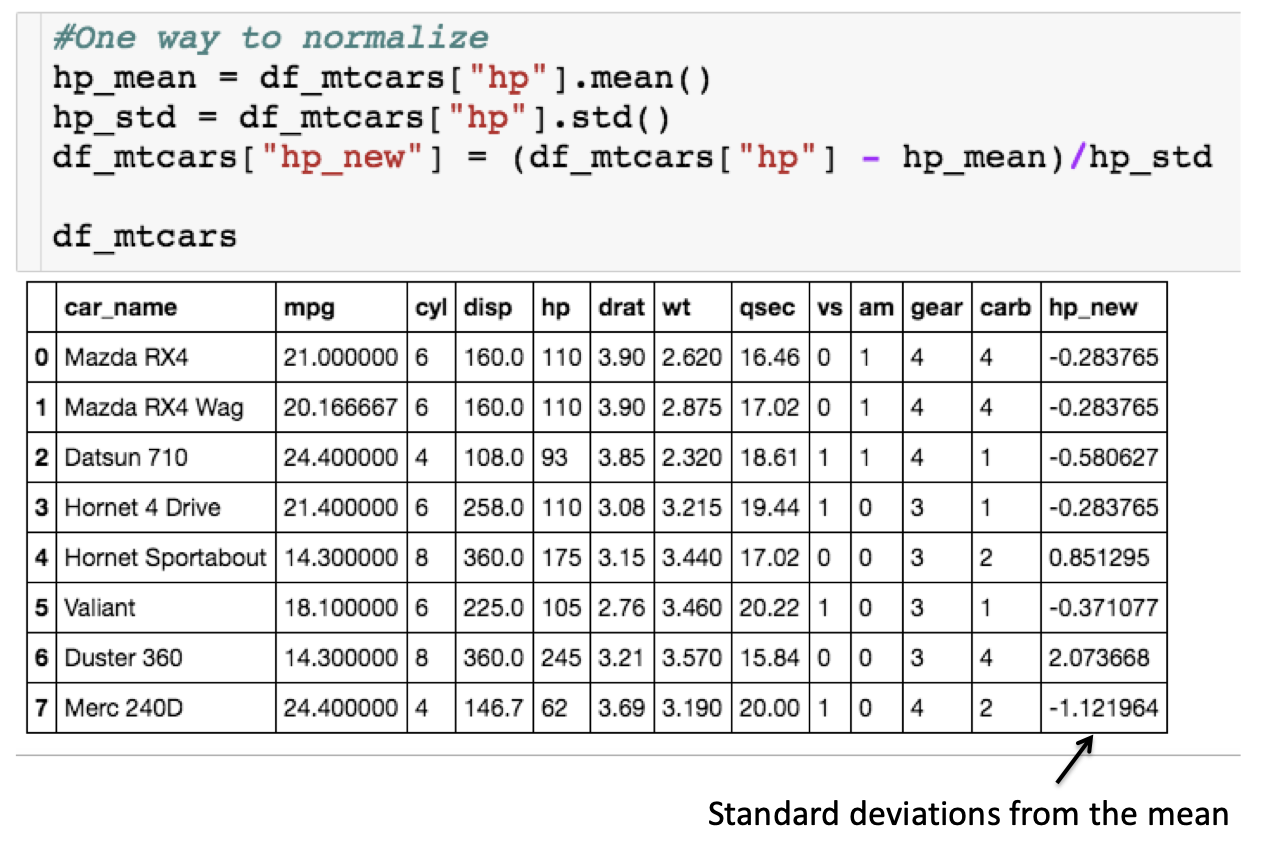 #One way to normalize
hp_mean = df_mtcars["hp"].mean()
hp_std = df_mtcars["hp"].std()
df_mtcars["hp_new"] = (df_mtcars["hp"] - hp_mean)/hp_std
df_mtcars
car_name mpg cyl disp hp drat wt qsec vs am gear carb hp_new
0 Mazda RX4 21.000000 6 160.0 110 3.90 2.620 16.46 0 1 4 4 -0.283765
1 Mazda RX4 Wag 20.166667 6 160.0 110 3.90 2.875 17.02 0 1 4 4 -0.283765
2 Datsun 710 24.400000 4 108.0 93 3.85 2.320 18.61 1 1 4 1 -0.580627
3 Hornet 4 Drive 21.400000 6 258.0 110 3.08 3.215 19.44 1 0 3 1 -0.283765
4 Hornet Sportabout 14.300000 8 360.0 175 3.15 3.440 17.02 0 0 3 2 0.851295
5 Valiant 18.100000 6 225.0 105 2.76 3.460 20.22 1 0 3 1 -0.371077
6 Duster 360 14.300000 8 360.0 245 3.21 3.570 15.84 0 0 3 4 2.073668
7 Merc 240D 24.400000 4 146.7 62 3.69 3.190 20.00 1 0 4 2 -1.121964
Standard deviations from the mean